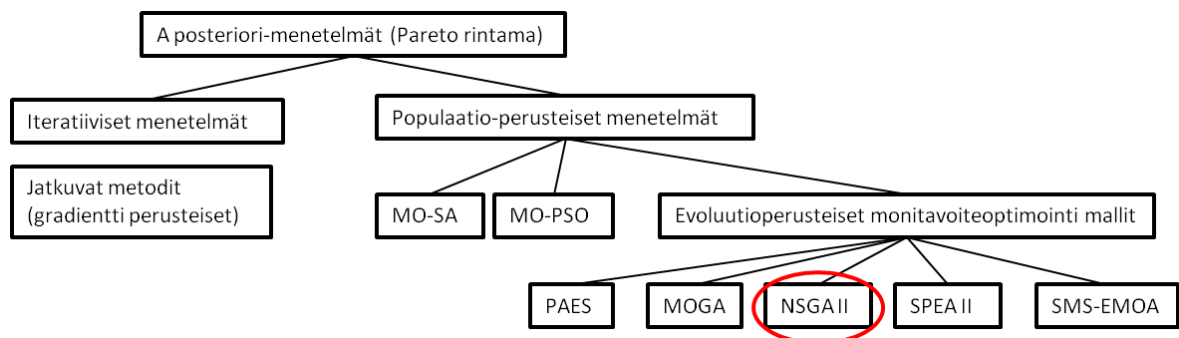 A posteriori-menetelmät (Pareto rintama)
Iteratiiviset menetelmät
Populaatio-perusteiset menetelmät
Jatkuvat metodit
(gradientti perusteiset)
MO-SA
MO-PSO
Evoluutioperusteiset monitavoiteoptimointi mallit
PAES
MOGA
NSGA II
SPEA II
SMS-EMOA